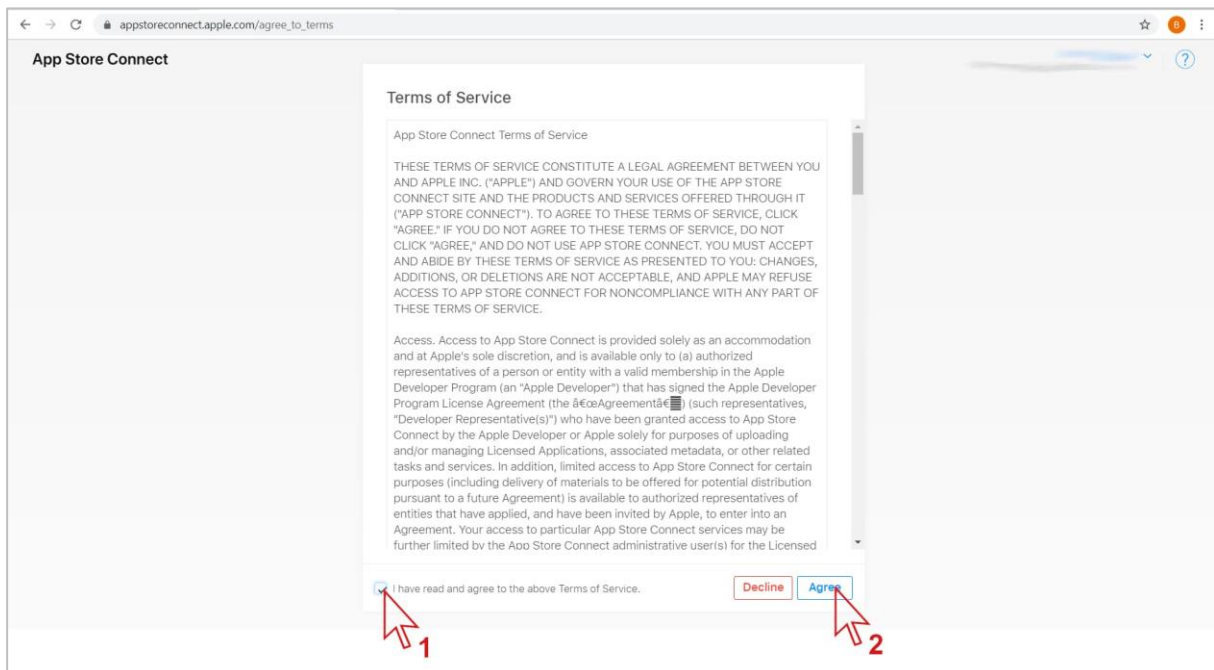 appstoreconnect.apple.com/agree_to_terms
B
App Store Connect
?
Terms of Service
App Store Connect Terms of Service
THESE TERMS OF SERVICE CONSTITUTE A LEGAL AGREEMENT BETWEEN YOU
AND APPLE INC. ("APPLE") AND GOVERN YOUR USE OF THE APP STORE
CONNECT SITE AND THE PRODUCTS AND SERVICES OFFERED THROUGH IT
("APP STORE CONNECT"). TO AGREE TO THESE TERMS OF SERVICE, CLICK
"AGREE." IF YOU DO NOT AGREE TO THESE TERMS OF SERVICE, DO NOT
CLICK "AGREE," AND DO NOT USE APP STORE CONNECT. YOU MUST ACCEPT
AND ABIDE BY THESE TERMS OF SERVICE AS PRESENTED TO YOU: CHANGES,
ADDITIONS, OR DELETIONS ARE NOT ACCEPTABLE, AND APPLE MAY REFUSE
ACCESS TO APP STORE CONNECT FOR NONCOMPLIANCE WITH ANY PART OF
THESE TERMS OF SERVICE.
Access. Access to App Store Connect is provided solely as an accommodation
and at Apple's sole discretion, and is available only to (a) authorized
representatives of a person or entity with a valid membership in the Apple
Developer Program (an "Apple Developer") that has signed the Apple Developer
Program License Agreement (the â€œAgreementâ€) (such representatives,
"Developer Representative(s)") who have been granted access to App Store
Connect by the Apple Developer or Apple solely for purposes of uploading
and/or managing Licensed Applications, associated metadata, or other related
tasks and services. In addition, limited access to App Store Connect for certain
purposes (including delivery of materials to be offered for potential distribution
pursuant to a future Agreement) is available to authorized representatives of
entities that have applied, and have been invited by Apple, to enter into an
Agreement. Your access to particular App Store Connect services may be
further limited by the App Store Connect administrative user(s) for the Licensed
I have read and agree to the above Terms of Service.
Decline
Agree
1
2